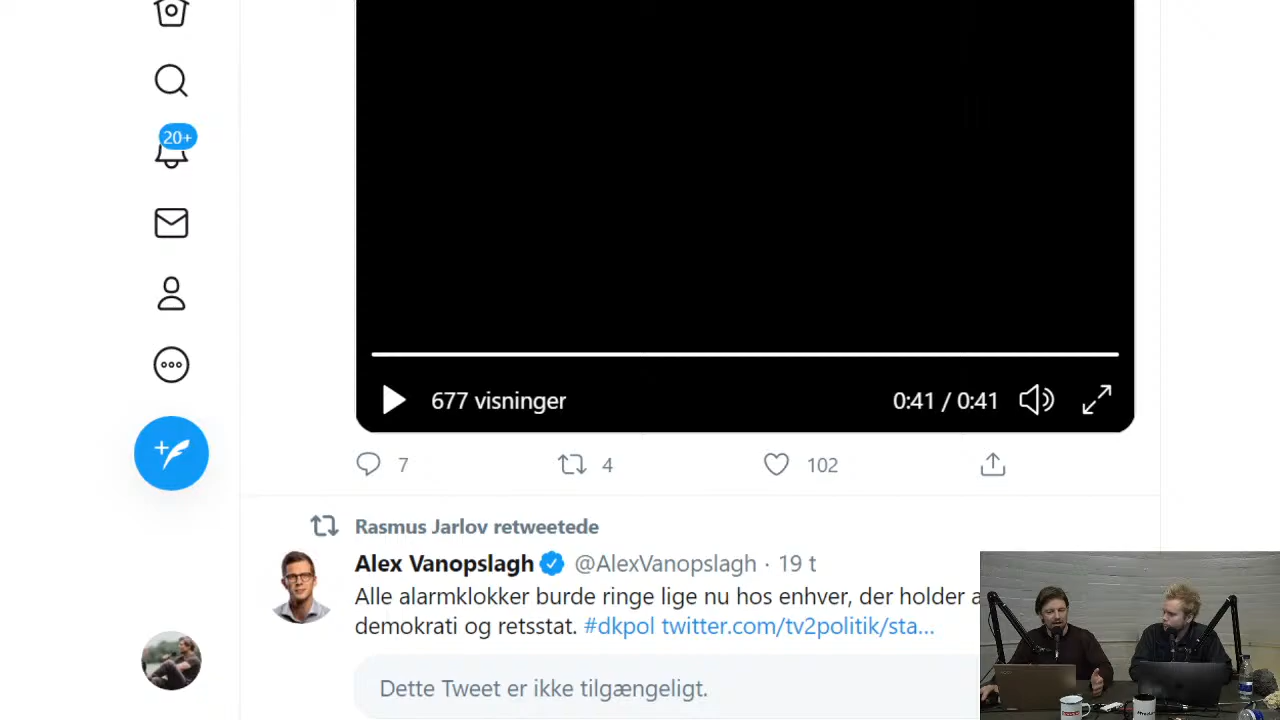 20+
677 visninger
0:41 / 0:41
7
4
102
Rasmus Jarlov retweetede
Alex Vanopslagh @AlexVanopslagh · 19 t
Alle alarmklokker burde ringe lige nu hos enhver, der holder a
demokrati og retsstat. #dkpol twitter.com/tv2politik/sta...
Dette Tweet er ikke tilgængeligt.